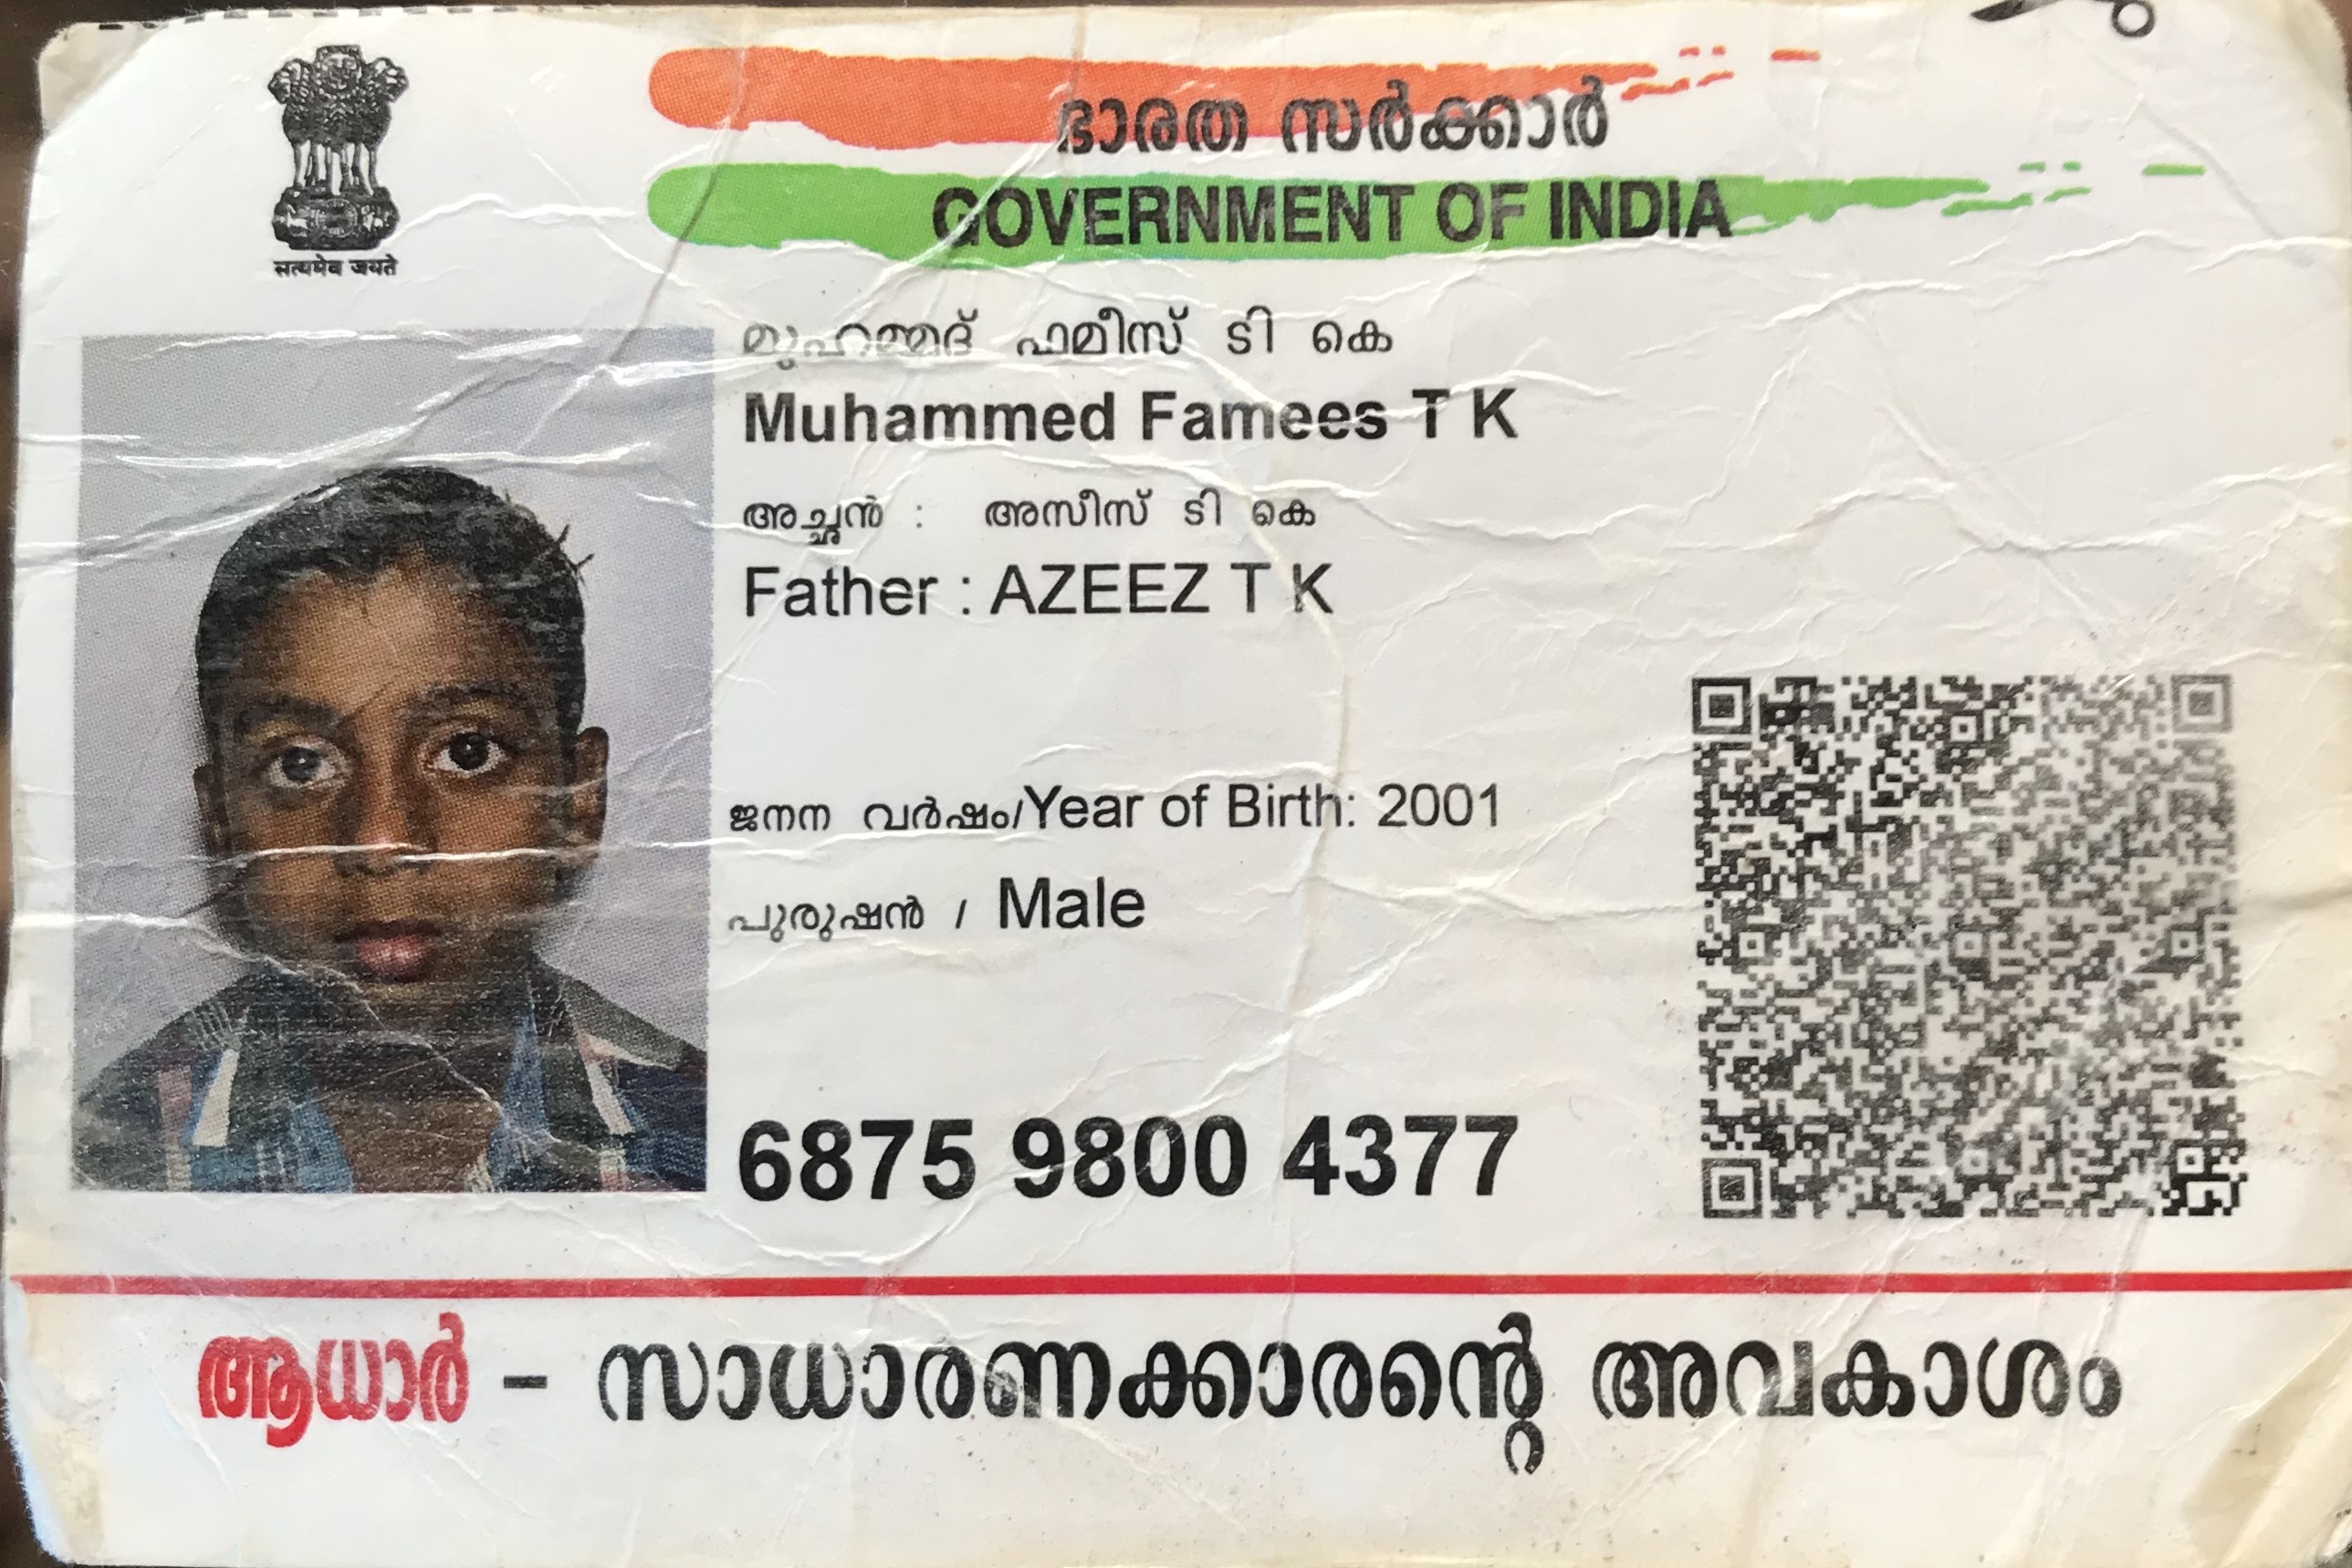 ഭാരത സർക്കാർ
GOVERNMENT OF INDIA
सत्यमेव जयते
മുഹമ്മദ് ഫമീസ് ടി കെ
Muhammed Famees T K
അച്ഛൻ : അസീസ് ടി കെ
Father : AZEEZ T K
ജനന വർഷം/Year of Birth: 2001
പുരുഷൻ / Male
6875 9800 4377
ആധാർ - സാധാരണക്കാരന്റെ അവകാശം